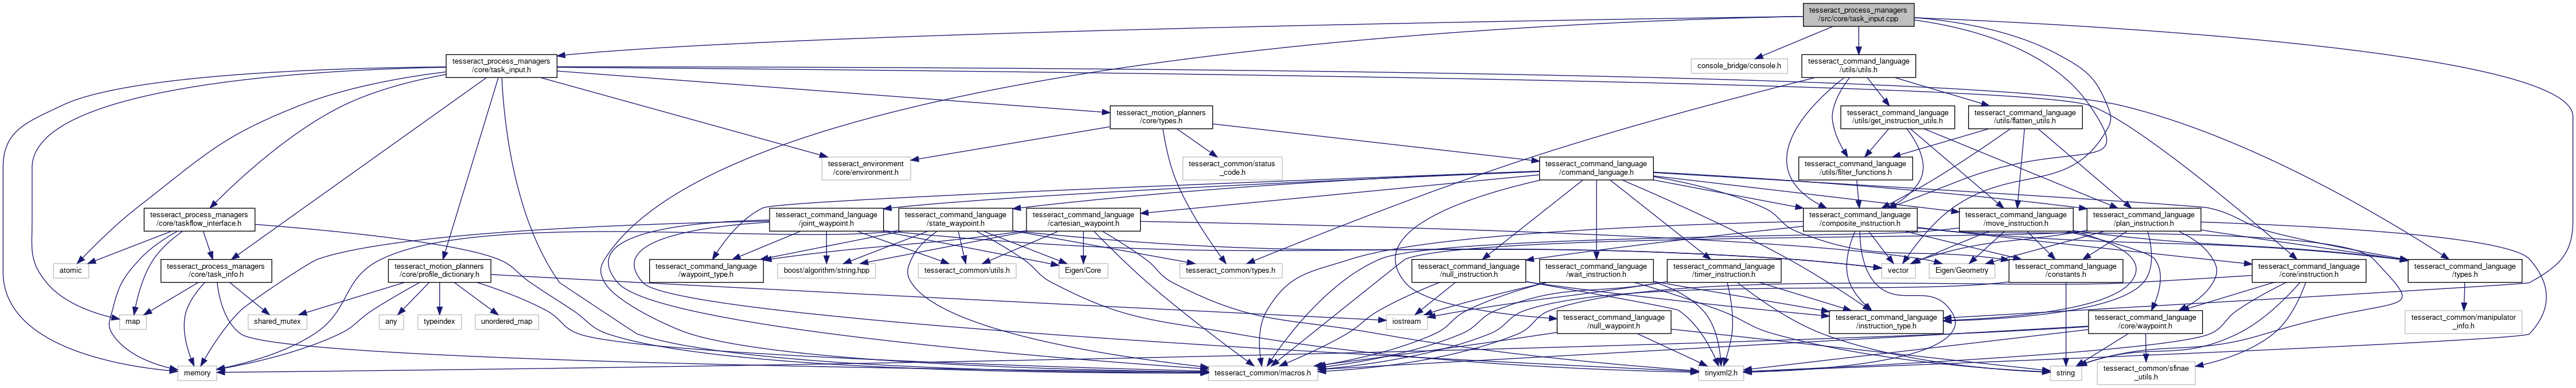 tesseract_process_managers
/src/core/task_input.cpp
tesseract_process_managers
/core/task_input.h
console_bridge/console.h
tesseract_command_language
/utils/utils.h
tesseract_motion_planners
/core/types.h
tesseract_command_language
/utils/get_instruction_utils.h
tesseract_command_language
/utils/flatten_utils.h
tesseract_environment
/core/environment.h
tesseract_common/status
_code.h
tesseract_command_language
/command_language.h
tesseract_command_language
/utils/filter_functions.h
tesseract_process_managers
/core/taskflow_interface.h
tesseract_command_language
/joint_waypoint.h
tesseract_command_language
/state_waypoint.h
tesseract_command_language
/cartesian_waypoint.h
tesseract_command_language
/composite_instruction.h
tesseract_command_language
/move_instruction.h
tesseract_command_language
/plan_instruction.h
atomic
tesseract_process_managers
/core/task_info.h
tesseract_motion_planners
/core/profile_dictionary.h
tesseract_command_language
/waypoint_type.h
boost/algorithm/string.hpp
tesseract_common/utils.h
Eigen/Core
tesseract_common/types.h
tesseract_command_language
/null_instruction.h
tesseract_command_language
/wait_instruction.h
tesseract_command_language
/timer_instruction.h
vector
Eigen/Geometry
tesseract_command_language
/constants.h
tesseract_command_language
/core/instruction.h
tesseract_command_language
/types.h
map
shared_mutex
any
typeindex
unordered_map
iostream
tesseract_command_language
/null_waypoint.h
tesseract_command_language
/instruction_type.h
tesseract_command_language
/core/waypoint.h
tesseract_common/manipulator
_info.h
memory
tesseract_common/macros.h
tinyxml2.h
string
tesseract_common/sfinae
_utils.h